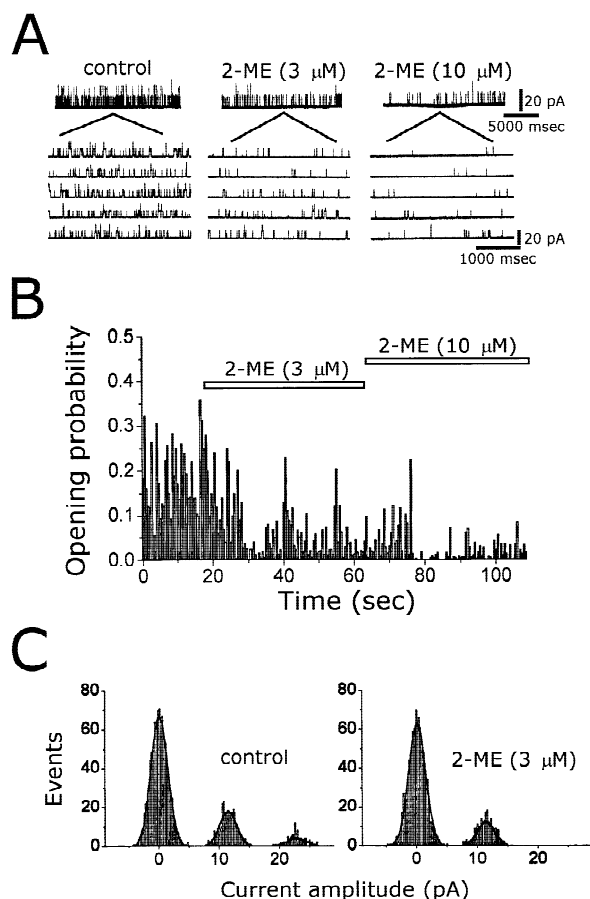 A
control
2-ME (3 μM)
2-ME (10 μM)
20 pA
5000 msec
20 pA
1000 msec
B
Opening probability
0.5
0.4
0.3
0.2
0.1
0.0
2-ME (3 μM)
2-ME (10 μM)
0 20 40 60 80 100
Time (sec)
C
Events
80
60
40
20
0
control
0 10 20
80
60
40
20
0
2-ME (3 μM)
0 10 20
Current amplitude (pA)